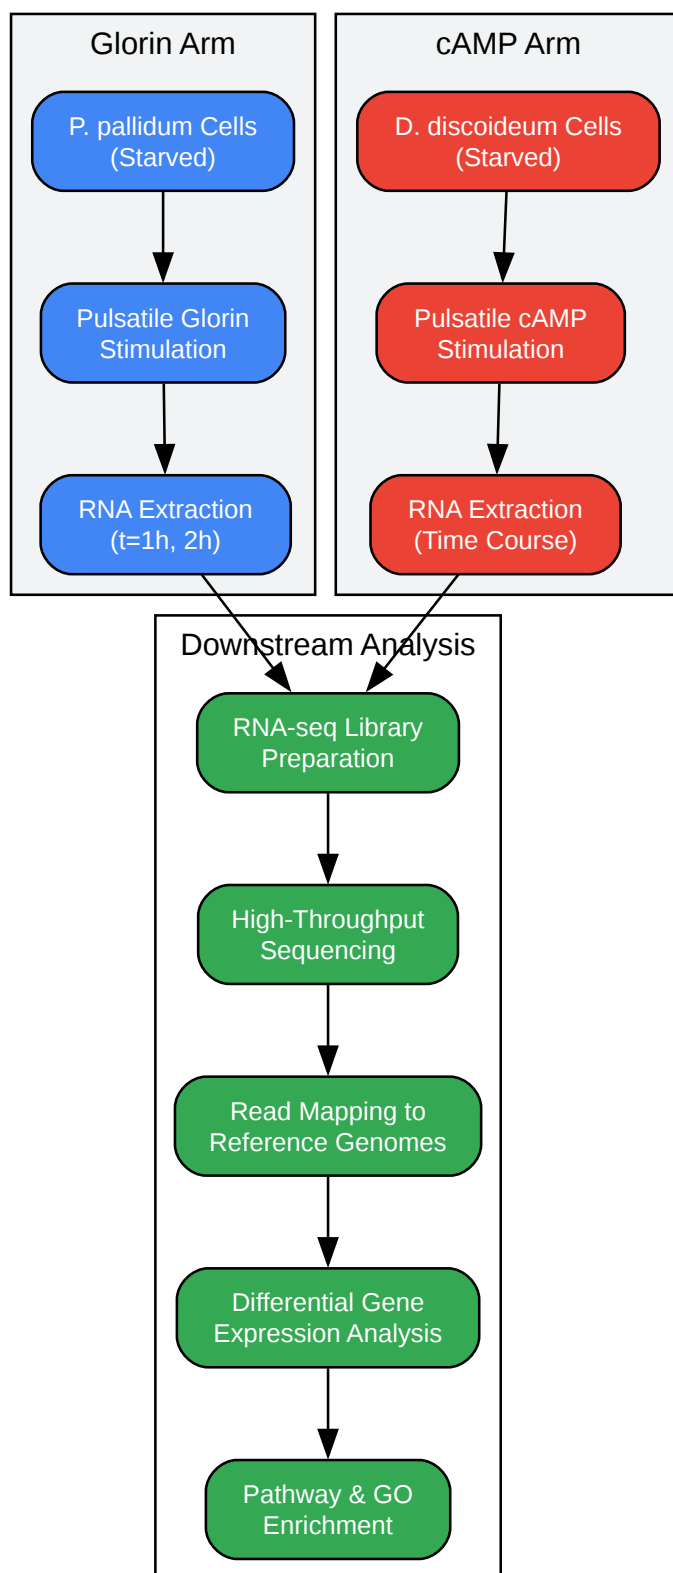 Glorin Arm
P. pallidum Cells
(Starved)
Pulsatile Glorin
Stimulation
RNA Extraction
(t=1h, 2h)
cAMP Arm
D. discoideum Cells
(Starved)
Pulsatile cAMP
Stimulation
RNA Extraction
(Time Course)
Downstream Analysis
RNA-seq Library
Preparation
High-Throughput
Sequencing
Read Mapping to
Reference Genomes
Differential Gene
Expression Analysis
Pathway & GO
Enrichment